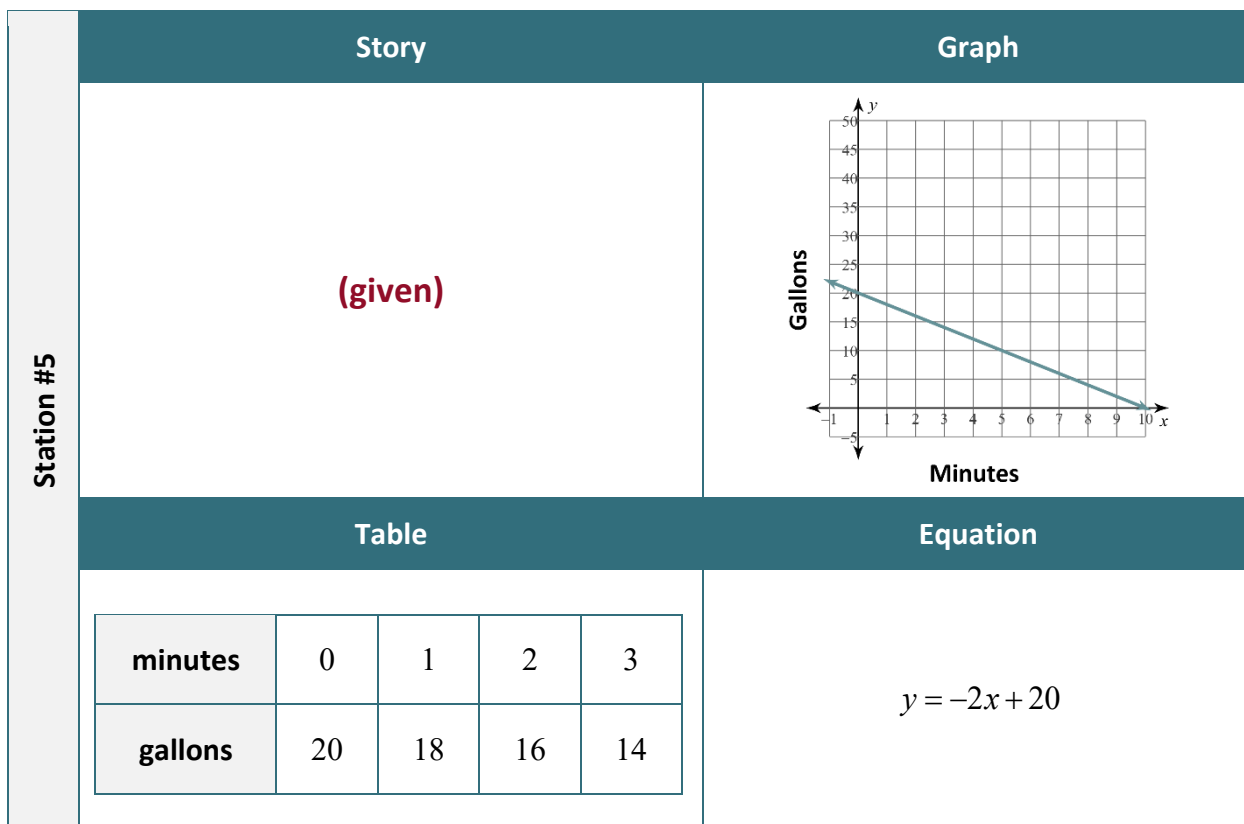 Station #5
Story
Graph
(given)
y
50
45
40
35
30
25
20
15
10
5
-1 1 2 3 4 5 6 7 8 9 10 x
-5
Gallons
Minutes
Table
Equation
minutes 0 1 2 3
gallons 20 18 16 14
y = −2x + 20